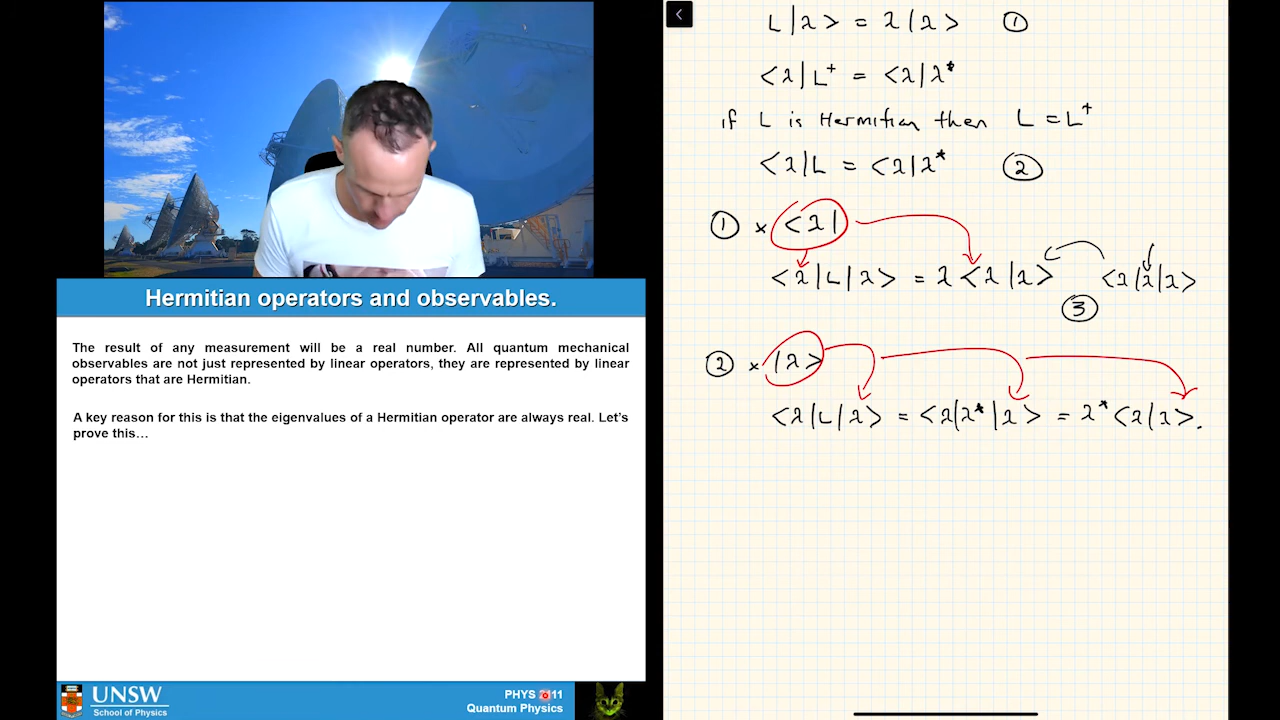 Hermitian operators and observables.
The result of any measurement will be a real number. All quantum mechanical
observables are not just represented by linear operators, they are represented by linear
operators that are Hermitian.
A key reason for this is that the eigenvalues of a Hermitian operator are always real. Let's
prove this…
UNSW
School of Physics
Quantum Physics
L|λ> = λ|λ> ①
<λ|L† = <λ|λ*
if L is Hermitian then L = L†
<λ|L = <λ|λ* ②
① × <λ|
<λ|L|λ> = λ<λ|λ> <λ|λ|λ>
③
② × |λ>
<λ|L|λ> = <λ|λ*|λ> = λ*<λ|λ>.